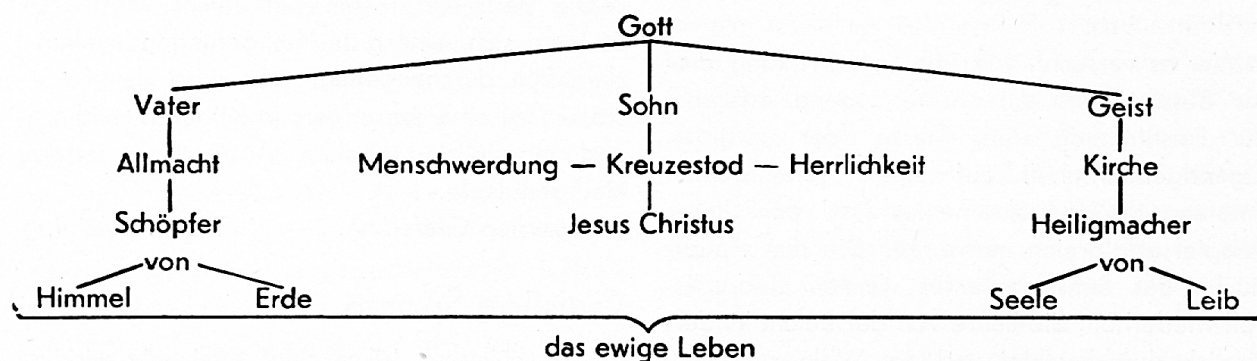 Gott
Vater Sohn Geist
Allmacht Menschwerdung — Kreuzestod — Herrlichkeit Kirche
Schöpfer Jesus Christus Heiligmacher
von von
Himmel Erde Seele Leib
das ewige Leben